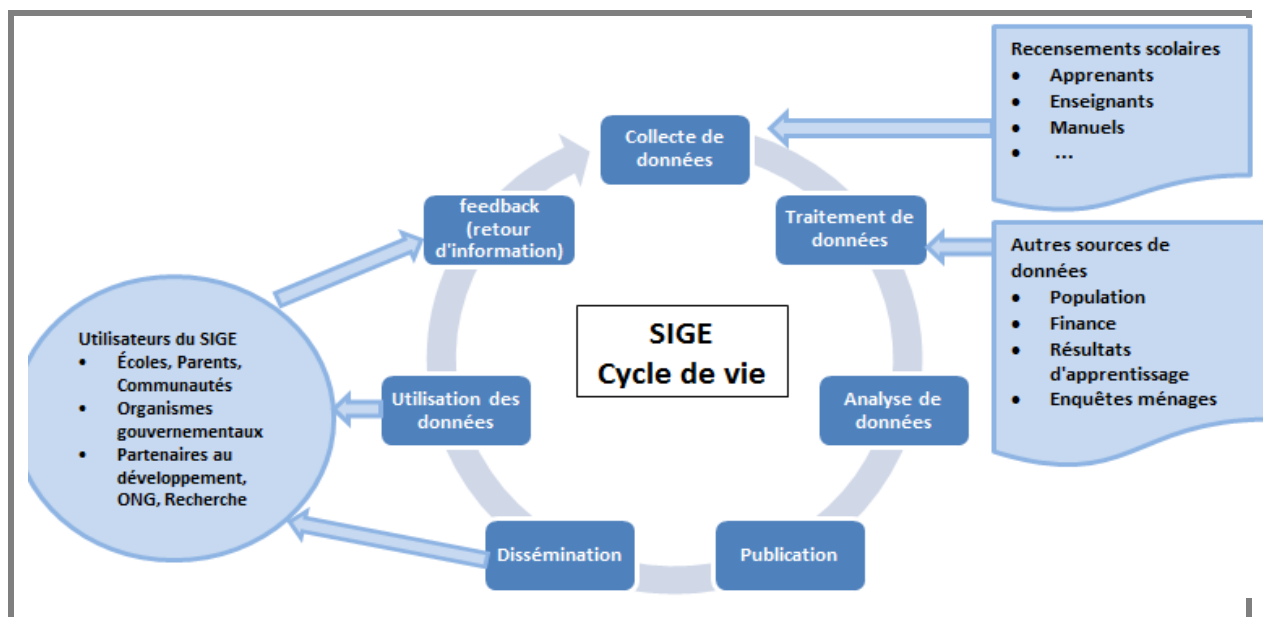 Recensements scolaires
• Apprenants
• Enseignants
• Manuels
• ...
Collecte de
données
Traitement de
données
Autres sources de
données
• Population
• Finance
• Résultats
d'apprentissage
• Enquêtes ménages
feedback
(retour
d'information)
SIGE
Cycle de vie
Utilisateurs du SIGE
• Écoles, Parents,
Communautés
• Organismes
gouvernementaux
• Partenaires au
développement,
ONG, Recherche
Utilisation des
données
Analyse de
données
Dissémination
Publication